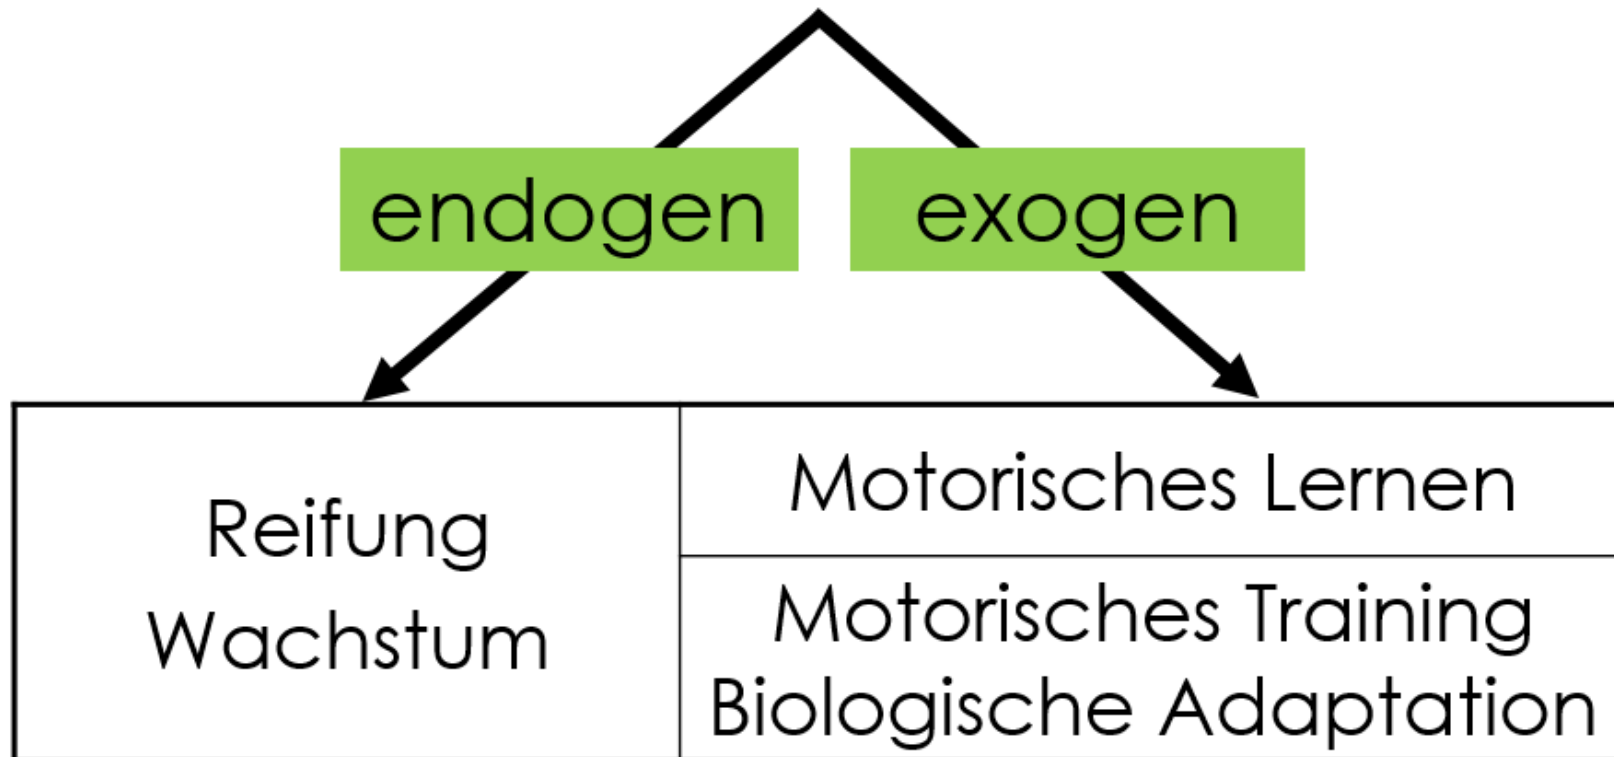 endogen
exogen
Reifung
Wachstum
Motorisches Lernen
Motorisches Training
Biologische Adaptation